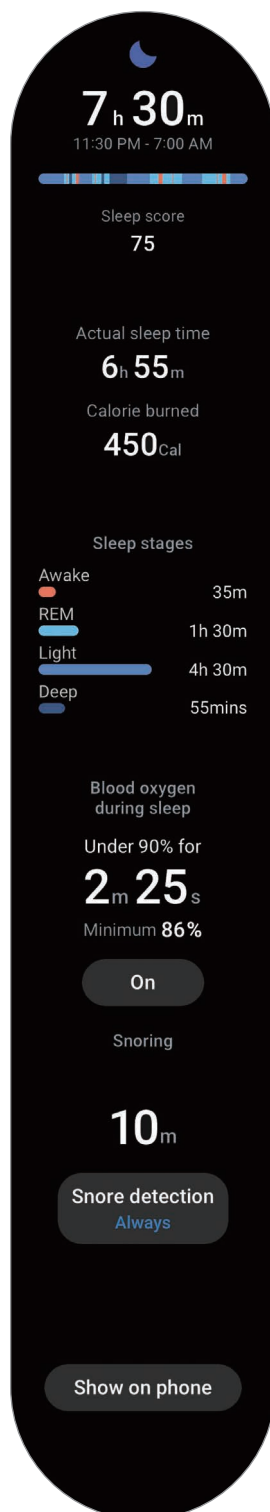 7h 30m
11:30 PM - 7:00 AM
Sleep score
75
Actual sleep time
6h 55m
Calorie burned
450Cal
Sleep stages
Awake
35m
REM
1h 30m
Light
4h 30m
Deep
55mins
Blood oxygen
during sleep
Under 90% for
2m 25s
Minimum 86%
On
Snoring
10m
Snore detection
Always
Show on phone